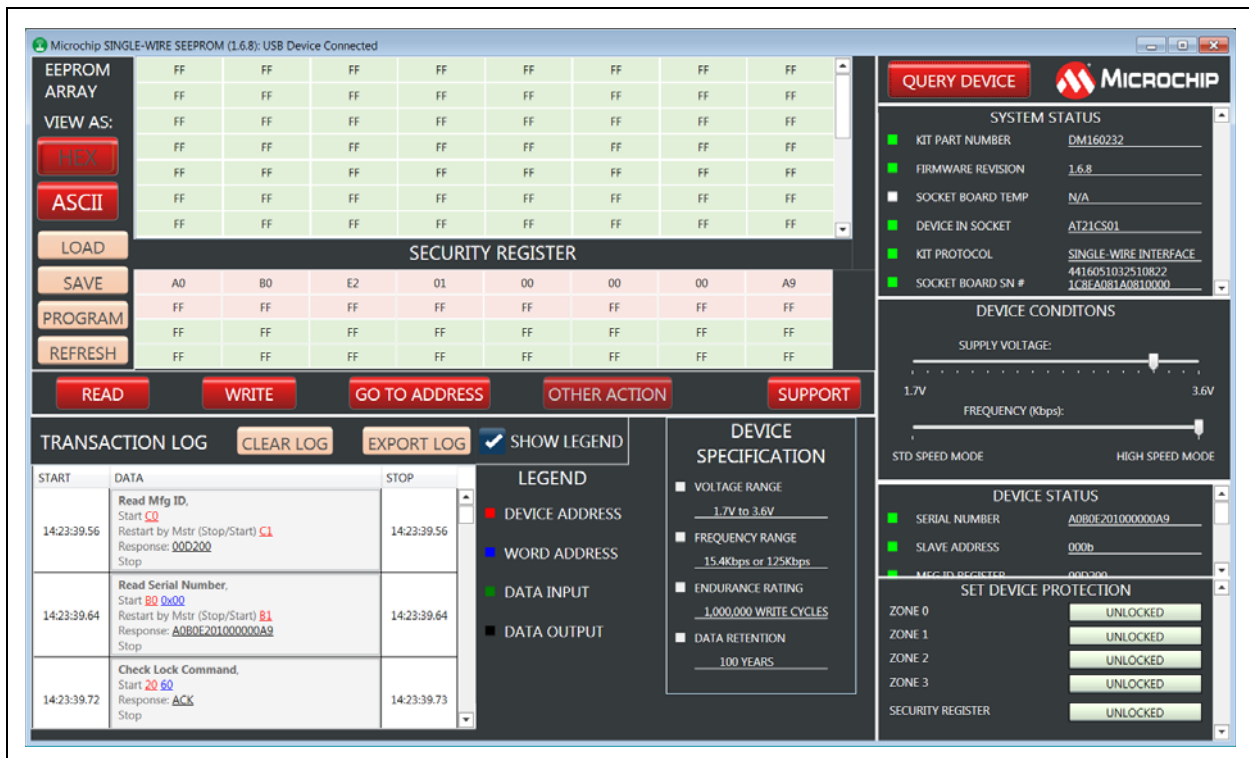 Microchip SINGLE-WIRE SEEPROM (1.6.8): USB Device Connected
EEPROM
ARRAY
VIEW AS:
HEX
ASCII
LOAD
SAVE
PROGRAM
REFRESH
FF FF FF FF FF FF FF FF
FF FF FF FF FF FF FF FF
FF FF FF FF FF FF FF FF
FF FF FF FF FF FF FF FF
FF FF FF FF FF FF FF FF
FF FF FF FF FF FF FF FF
FF FF FF FF FF FF FF FF
SECURITY REGISTER
A0 B0 E2 01 00 00 00 A9
FF FF FF FF FF FF FF FF
FF FF FF FF FF FF FF FF
FF FF FF FF FF FF FF FF
READ WRITE GO TO ADDRESS OTHER ACTION SUPPORT
TRANSACTION LOG CLEAR LOG EXPORT LOG SHOW LEGEND
START DATA STOP
Read Mfg ID,
Start C0
14:23:39.56 Restart by Mstr (Stop/Start) C1 14:23:39.56
Response: 00D200
Stop
Read Serial Number,
Start B0 0x00
14:23:39.64 Restart by Mstr (Stop/Start) B1 14:23:39.64
Response: A0B0E201000000A9
Stop
Check Lock Command,
Start 20 60
14:23:39.72 Response: ACK 14:23:39.73
Stop
LEGEND
DEVICE ADDRESS
WORD ADDRESS
DATA INPUT
DATA OUTPUT
DEVICE
SPECIFICATION
VOLTAGE RANGE
1.7V to 3.6V
FREQUENCY RANGE
15.4Kbps or 125Kbps
ENDURANCE RATING
1,000,000 WRITE CYCLES
DATA RETENTION
100 YEARS
QUERY DEVICE MICROCHIP
SYSTEM STATUS
KIT PART NUMBER DM160232
FIRMWARE REVISION 1.6.8
SOCKET BOARD TEMP N/A
DEVICE IN SOCKET AT21CS01
KIT PROTOCOL SINGLE-WIRE INTERFACE
4416051032510822
SOCKET BOARD SN # 1C8EA081A0810000
DEVICE CONDITONS
SUPPLY VOLTAGE:
1.7V 3.6V
FREQUENCY (Kbps):
STD SPEED MODE HIGH SPEED MODE
DEVICE STATUS
SERIAL NUMBER A0B0E201000000A9
SLAVE ADDRESS 000b
MFG ID REGISTER 00D200
SET DEVICE PROTECTION
ZONE 0 UNLOCKED
ZONE 1 UNLOCKED
ZONE 2 UNLOCKED
ZONE 3 UNLOCKED
SECURITY REGISTER UNLOCKED